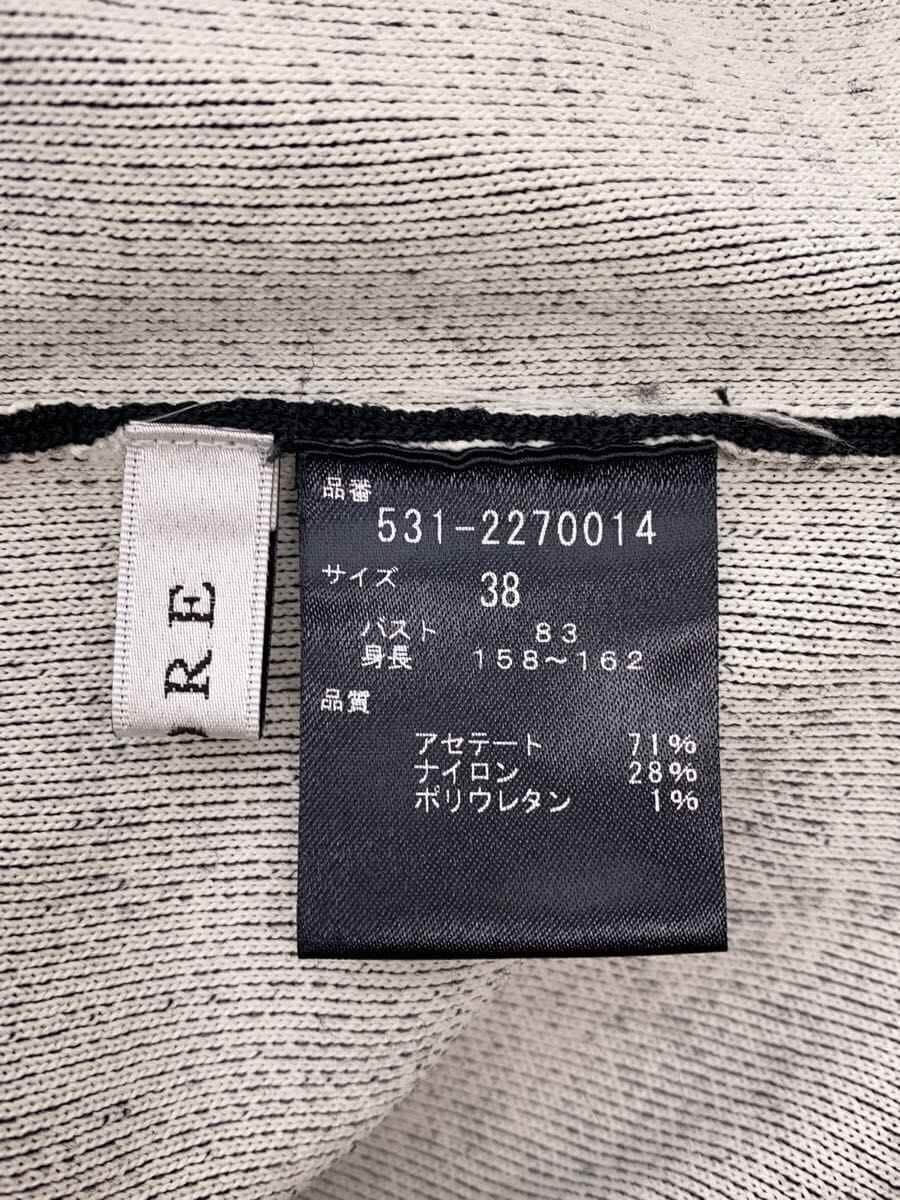 RE
品番
531-2270014
サイズ 38
バスト 83
身長 158~162
品質
アセテート 71%
ナイロン 28%
ポリウレタン 1%